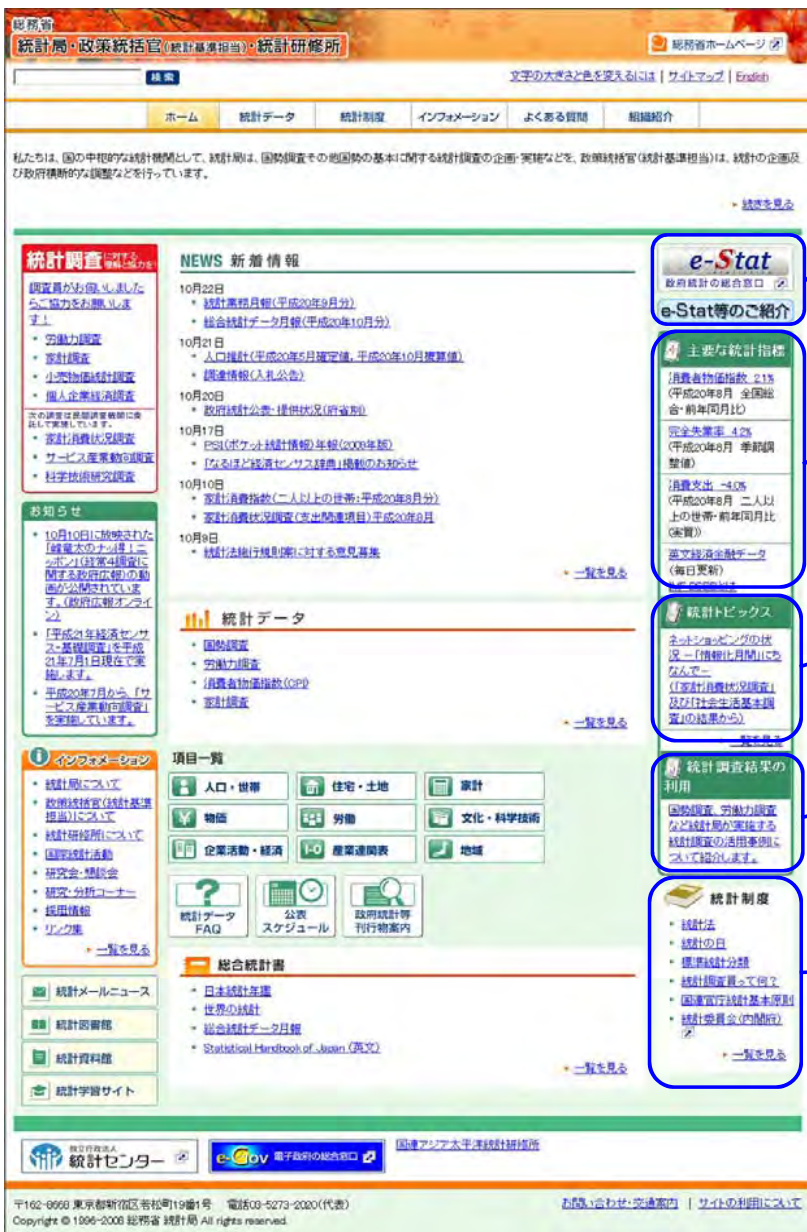 総務省
統計局・政策統括官(統計基準担当)・統計研修所
総務省ホームページ
検索
文字の大きさと色を変えるには | サイトマップ | English
ホーム
統計データ
統計制度
インフォメーション
よくある質問
組織紹介
私たちは、国の中枢的な統計機関として、統計局は、国勢調査その他国勢の基本に関する統計調査の企画・実施などを、政策統括官(統計基準担当)は、統計の企画及
び政府横断的な調整などを行っています。
続きを見る
統計調査に対する理解と協力を!
調査員がお伺いしました
らご協力をお願いしま
す!
・ 労働力調査
・ 家計調査
・ 小売物価統計調査
・ 個人企業経済調査
次の調査は民間調査機関に委
託して実施しています。
・ 家計消費状況調査
・ サービス産業動向調査
・ 科学技術研究調査
お知らせ
・ 10月10日に放映された
「峰竜太のナッ得!ニ
ッポン」(経常4調査に
関する政府広報)の動
画が公開されていま
す。(政府広報オンライ
ン)
・ 「平成21年経済センサ
ス‐基礎調査」を平成
21年7月1日現在で実
施します。
・ 平成20年7月から、「サ
ービス産業動向調査」
を実施しています。
インフォメーション
・ 統計局について
・ 政策統括官(統計基準
担当)について
・ 統計研修所について
・ 国際統計活動
・ 研究会・懇談会
・ 研究・分析コーナー
・ 採用情報
・ リンク集
一覧を見る
統計メールニュース
統計図書館
統計資料館
統計学習サイト
NEWS 新着情報
10月22日
・ 統計業務月報(平成20年9月分)
・ 総合統計データ月報(平成20年10月分)
10月21日
・ 人口推計(平成20年5月確定値,平成20年10月概算値)
・ 調達情報(入札公告)
10月20日
・ 政府統計公表・提供状況(府省別)
10月17日
・ PSI(ポケット統計情報)年報(2008年版)
・ 「なるほど経済センサス辞典」掲載のお知らせ
10月10日
・ 家計消費指数(二人以上の世帯:平成20年8月分)
・ 家計消費状況調査(支出関連項目)平成20年8月
10月9日
・ 統計法施行規則案に対する意見募集
一覧を見る
統計データ
・ 国勢調査
・ 労働力調査
・ 消費者物価指数(CPI)
・ 家計調査
一覧を見る
項目一覧
人口・世帯
住宅・土地
家計
物価
労働
文化・科学技術
企業活動・経済
I-O 産業連関表
地域
統計データ
FAQ
公表
スケジュール
政府統計等
刊行物案内
総合統計書
・ 日本統計年鑑
・ 世界の統計
・ 総合統計データ月報
・ Statistical Handbook of Japan (英文)
一覧を見る
e-Stat
政府統計の総合窓口
e-Stat等のご紹介
主要な統計指標
消費者物価指数 2.1%
(平成20年8月 全国総
合・前年同月比)
完全失業率 4.2%
(平成20年8月 季節調
整値)
消費支出 -4.0%
(平成20年8月 二人以
上の世帯・前年同月比
(実質))
英文経済金融データ
(毎日更新)
統計トピックス
ネットショッピングの状
況 -「情報化月間」にち
なんで-
(「家計消費状況調査」
及び「社会生活基本調
査」の結果から)
一覧を見る
統計調査結果の
利用
国勢調査、労働力調査
など統計局が実施する
統計調査の活用事例に
ついて紹介します。
統計制度
・ 統計法
・ 統計の日
・ 標準統計分類
・ 統計調査員って何?
・ 国連官庁統計基本原則
・ 統計委員会(内閣府)
一覧を見る
独立行政法人
統計センター
e-Gov 電子政府の総合窓口
国連アジア太平洋統計研修所
〒162-8668 東京都新宿区若松町19番1号 電話03-5273-2020(代表)
お問い合わせ・交通案内 | サイトの利用について
Copyright © 1996-2008 総務省 統計局 All rights reserved.